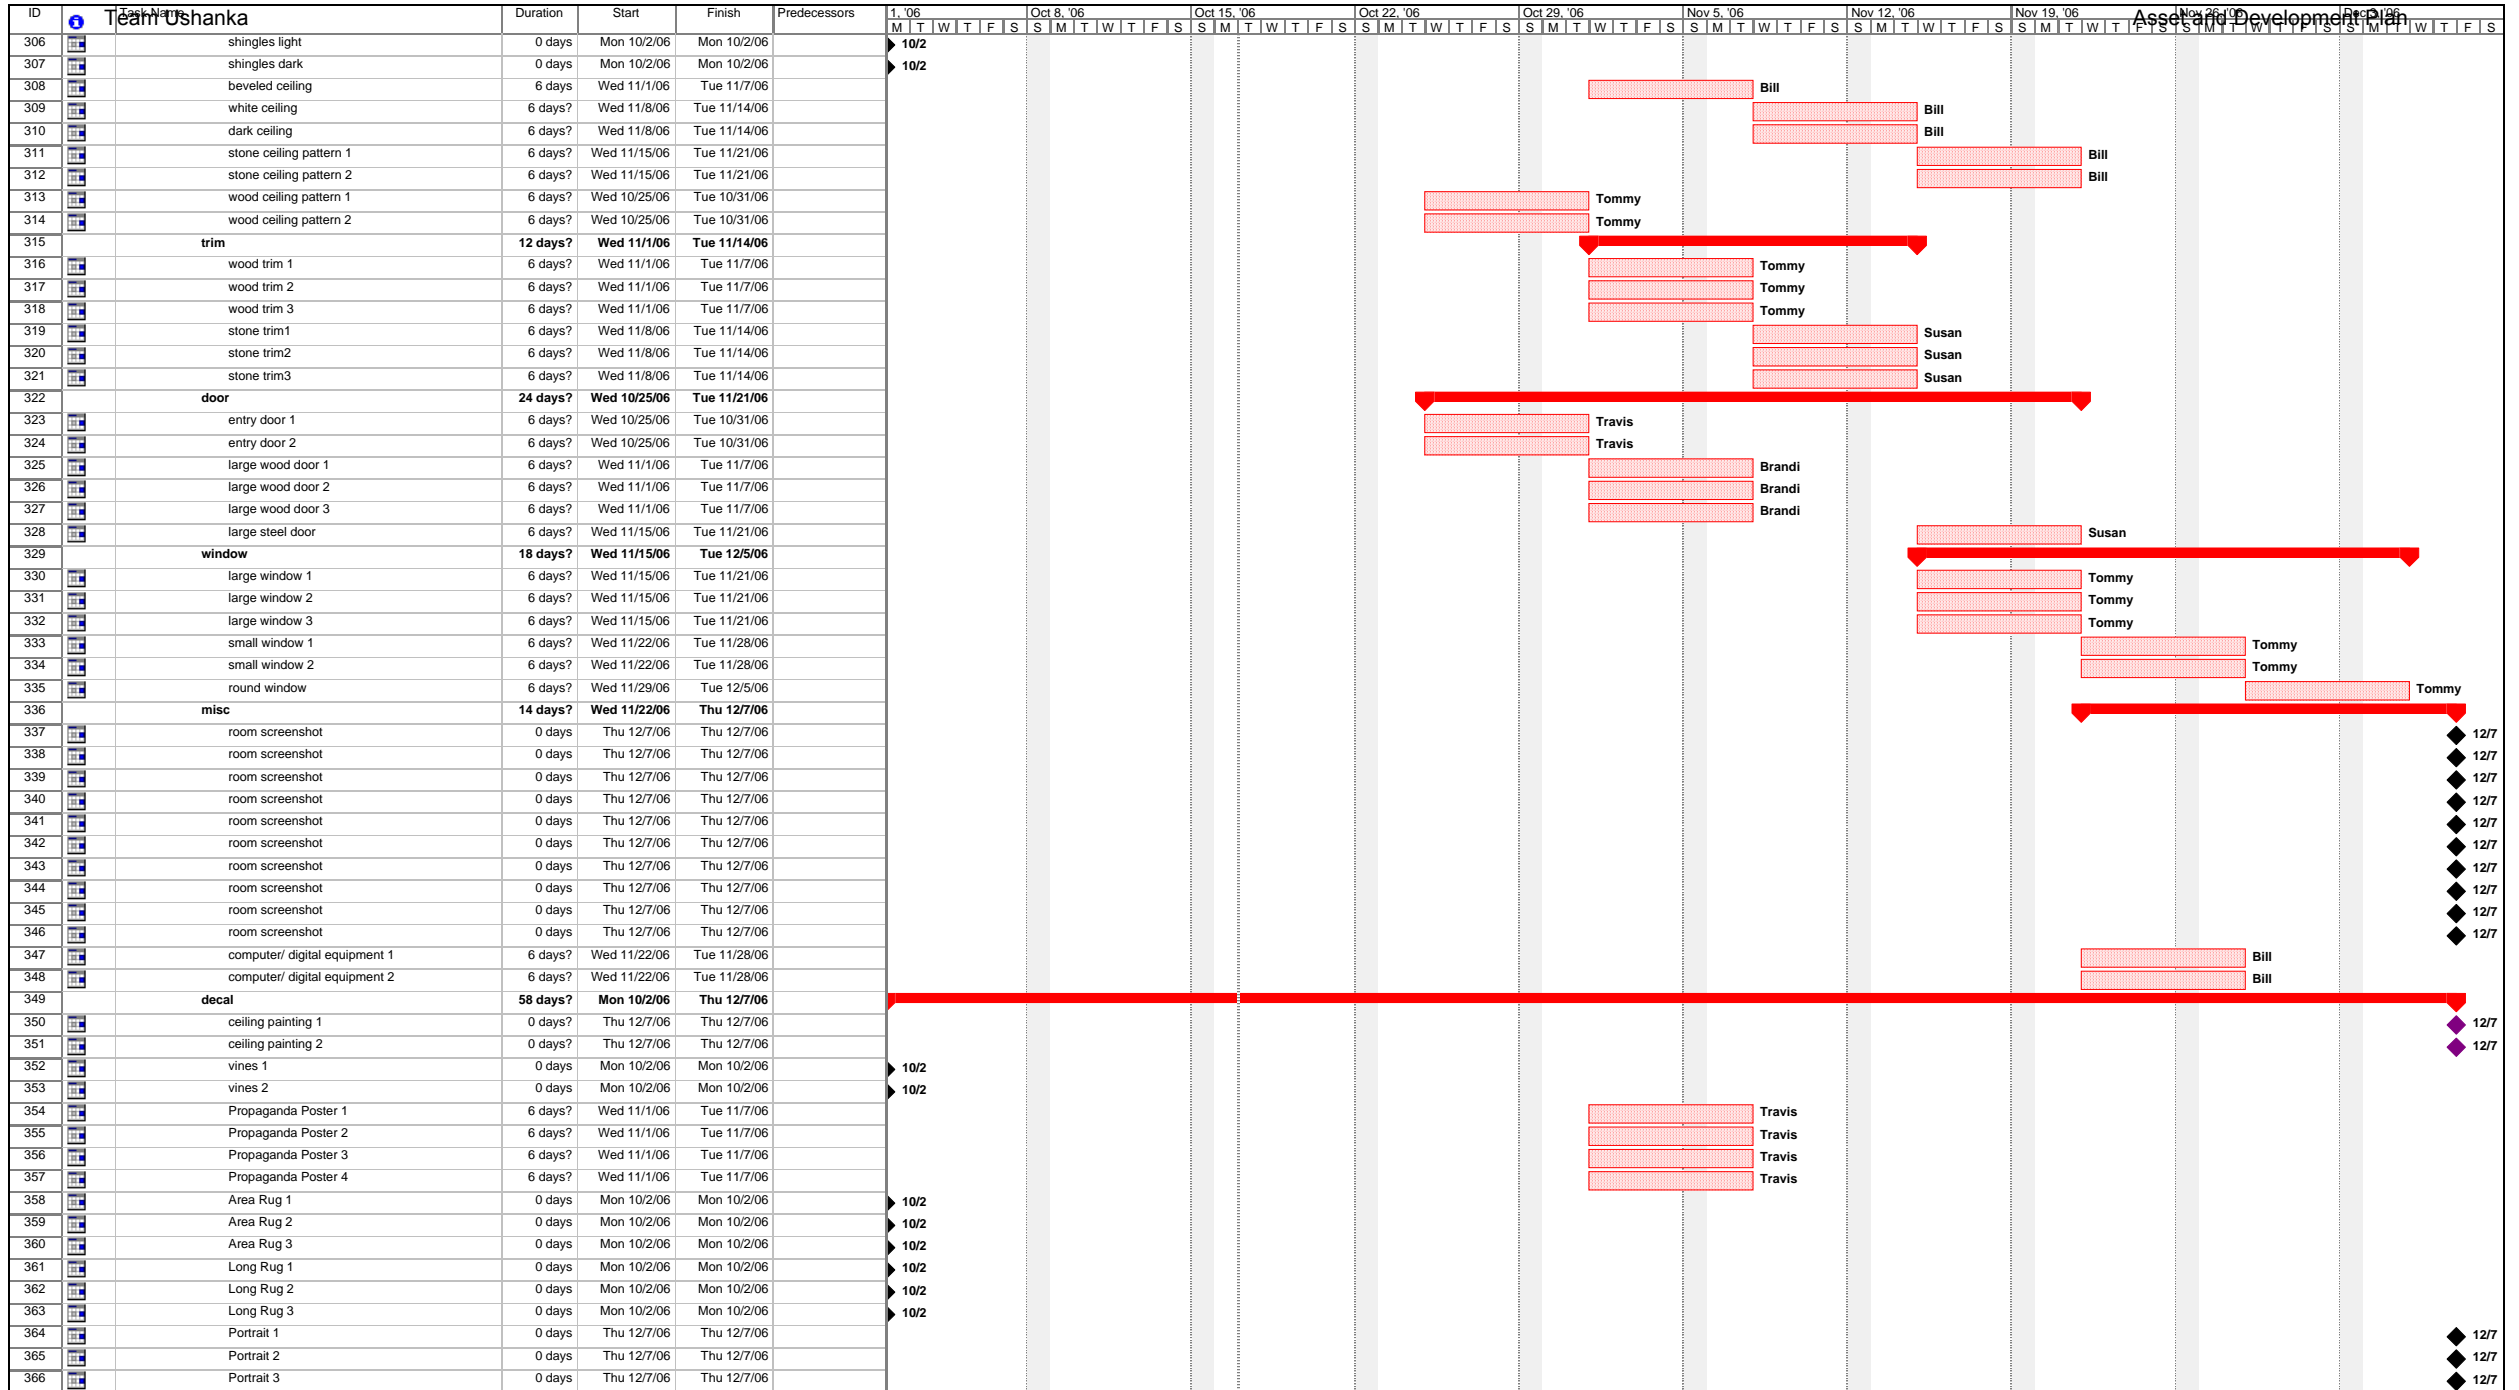 Team Ushanka Asset and Development Plan
ID Task Name Duration Start Finish Predecessors 1, '06 Oct 8, '06 Oct 15, '06 Oct 22, '06 Oct 29, '06 Nov 5, '06 Nov 12, '06 Nov 19, '06 Nov 26, '06 Dec 3, '06
M T W T F S S M T W T F S S M T W T F S S M T W T F S S M T W T F S S M T W T F S S M T W T F S S M T W T F S S M T W T F S S M T W T F S
306 shingles light 0 days Mon 10/2/06 Mon 10/2/06 10/2
307 shingles dark 0 days Mon 10/2/06 Mon 10/2/06 10/2
308 beveled ceiling 6 days Wed 11/1/06 Tue 11/7/06 Bill
309 white ceiling 6 days? Wed 11/8/06 Tue 11/14/06 Bill
310 dark ceiling 6 days? Wed 11/8/06 Tue 11/14/06 Bill
311 stone ceiling pattern 1 6 days? Wed 11/15/06 Tue 11/21/06 Bill
312 stone ceiling pattern 2 6 days? Wed 11/15/06 Tue 11/21/06 Bill
313 wood ceiling pattern 1 6 days? Wed 10/25/06 Tue 10/31/06 Tommy
314 wood ceiling pattern 2 6 days? Wed 10/25/06 Tue 10/31/06 Tommy
315 trim 12 days? Wed 11/1/06 Tue 11/14/06
316 wood trim 1 6 days? Wed 11/1/06 Tue 11/7/06 Tommy
317 wood trim 2 6 days? Wed 11/1/06 Tue 11/7/06 Tommy
318 wood trim 3 6 days? Wed 11/1/06 Tue 11/7/06 Tommy
319 stone trim1 6 days? Wed 11/8/06 Tue 11/14/06 Susan
320 stone trim2 6 days? Wed 11/8/06 Tue 11/14/06 Susan
321 stone trim3 6 days? Wed 11/8/06 Tue 11/14/06 Susan
322 door 24 days? Wed 10/25/06 Tue 11/21/06
323 entry door 1 6 days? Wed 10/25/06 Tue 10/31/06 Travis
324 entry door 2 6 days? Wed 10/25/06 Tue 10/31/06 Travis
325 large wood door 1 6 days? Wed 11/1/06 Tue 11/7/06 Brandi
326 large wood door 2 6 days? Wed 11/1/06 Tue 11/7/06 Brandi
327 large wood door 3 6 days? Wed 11/1/06 Tue 11/7/06 Brandi
328 large steel door 6 days? Wed 11/15/06 Tue 11/21/06 Susan
329 window 18 days? Wed 11/15/06 Tue 12/5/06
330 large window 1 6 days? Wed 11/15/06 Tue 11/21/06 Tommy
331 large window 2 6 days? Wed 11/15/06 Tue 11/21/06 Tommy
332 large window 3 6 days? Wed 11/15/06 Tue 11/21/06 Tommy
333 small window 1 6 days? Wed 11/22/06 Tue 11/28/06 Tommy
334 small window 2 6 days? Wed 11/22/06 Tue 11/28/06 Tommy
335 round window 6 days? Wed 11/29/06 Tue 12/5/06 Tommy
336 misc 14 days? Wed 11/22/06 Thu 12/7/06
337 room screenshot 0 days Thu 12/7/06 Thu 12/7/06 12/7
338 room screenshot 0 days Thu 12/7/06 Thu 12/7/06 12/7
339 room screenshot 0 days Thu 12/7/06 Thu 12/7/06 12/7
340 room screenshot 0 days Thu 12/7/06 Thu 12/7/06 12/7
341 room screenshot 0 days Thu 12/7/06 Thu 12/7/06 12/7
342 room screenshot 0 days Thu 12/7/06 Thu 12/7/06 12/7
343 room screenshot 0 days Thu 12/7/06 Thu 12/7/06 12/7
344 room screenshot 0 days Thu 12/7/06 Thu 12/7/06 12/7
345 room screenshot 0 days Thu 12/7/06 Thu 12/7/06 12/7
346 room screenshot 0 days Thu 12/7/06 Thu 12/7/06 12/7
347 computer/ digital equipment 1 6 days? Wed 11/22/06 Tue 11/28/06 Bill
348 computer/ digital equipment 2 6 days? Wed 11/22/06 Tue 11/28/06 Bill
349 decal 58 days? Mon 10/2/06 Thu 12/7/06
350 ceiling painting 1 0 days? Thu 12/7/06 Thu 12/7/06 12/7
351 ceiling painting 2 0 days? Thu 12/7/06 Thu 12/7/06 12/7
352 vines 1 0 days Mon 10/2/06 Mon 10/2/06 10/2
353 vines 2 0 days Mon 10/2/06 Mon 10/2/06 10/2
354 Propaganda Poster 1 6 days? Wed 11/1/06 Tue 11/7/06 Travis
355 Propaganda Poster 2 6 days? Wed 11/1/06 Tue 11/7/06 Travis
356 Propaganda Poster 3 6 days? Wed 11/1/06 Tue 11/7/06 Travis
357 Propaganda Poster 4 6 days? Wed 11/1/06 Tue 11/7/06 Travis
358 Area Rug 1 0 days Mon 10/2/06 Mon 10/2/06 10/2
359 Area Rug 2 0 days Mon 10/2/06 Mon 10/2/06 10/2
360 Area Rug 3 0 days Mon 10/2/06 Mon 10/2/06 10/2
361 Long Rug 1 0 days Mon 10/2/06 Mon 10/2/06 10/2
362 Long Rug 2 0 days Mon 10/2/06 Mon 10/2/06 10/2
363 Long Rug 3 0 days Mon 10/2/06 Mon 10/2/06 10/2
364 Portrait 1 0 days Thu 12/7/06 Thu 12/7/06 12/7
365 Portrait 2 0 days Thu 12/7/06 Thu 12/7/06 12/7
366 Portrait 3 0 days Thu 12/7/06 Thu 12/7/06 12/7